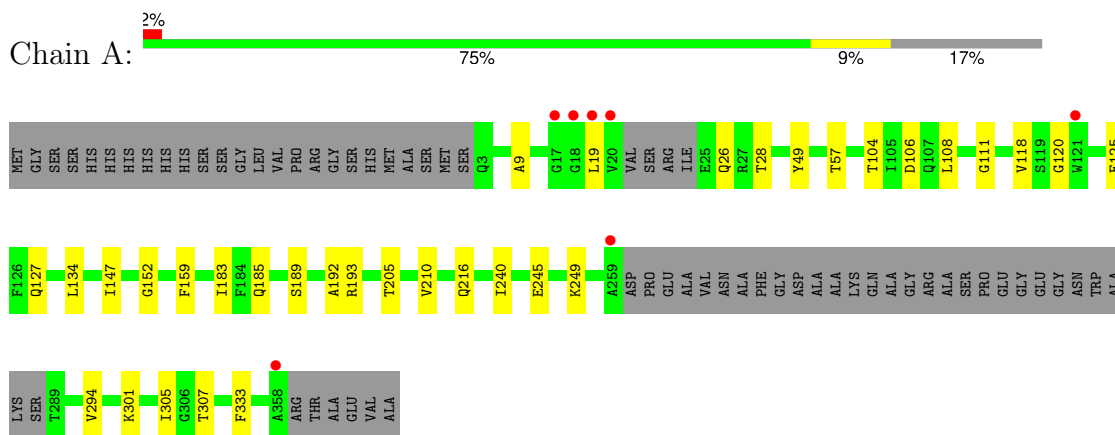 2%
Chain A:
75% 9% 17%
MET GLY SER SER HIS HIS HIS HIS HIS HIS SER SER GLY LEU VAL PRO ARG GLY SER HIS MET ALA SER MET SER Q3 A9 G17 G18 L19 V20 VAL SER ARG ILE E25 Q26 R27 T28 Y49 T57 T104 I105 D106 Q107 L108 G111 V118 S119 G120 W121
F126 Q127 L134 I147 G152 F159 I183 F184 Q185 S189 A192 R193 T205 V210 Q216 I240 E245 K249 A259 ASP PRO GLU ALA VAL ASN ALA PHE GLY ASP ALA ALA LYS GLN ALA GLY ARG ALA SER PRO GLU GLY GLU GLY ASN TRP ALA
LYS SER T289 V294 K301 I305 G306 T307 F333 A358 ARG THR ALA GLU VAL ALA